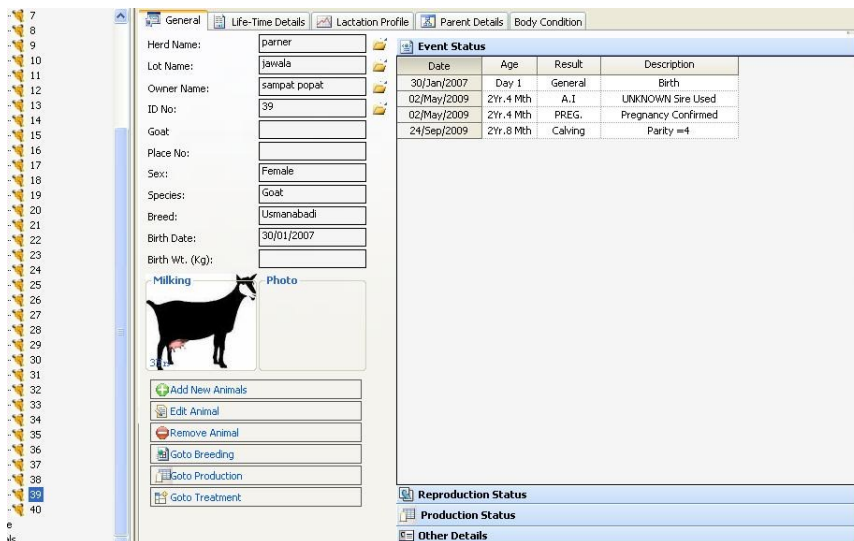 7
8
9
10
11
12
13
14
15
16
17
18
19
20
21
22
23
24
25
26
27
28
29
30
31
32
33
34
35
36
37
38
39
40
General Life-Time Details Lactation Profile Parent Details Body Condition
Herd Name: parner
Lot Name: jawala
Owner Name: sampat popat
ID No: 39
Goat
Place No:
Sex: Female
Species: Goat
Breed: Usmanabadi
Birth Date: 30/01/2007
Birth Wt. (Kg):
Milking Photo
Add New Animals
Edit Animal
Remove Animal
Goto Breeding
Goto Production
Goto Treatment
Event Status
Date Age Result Description
30/Jan/2007 Day 1 General Birth
02/May/2009 2Yr.4 Mth A.I UNKNOWN Sire Used
02/May/2009 2Yr.4 Mth PREG. Pregnancy Confirmed
24/Sep/2009 2Yr.8 Mth Calving Parity =4
Reproduction Status
Production Status
Other Details